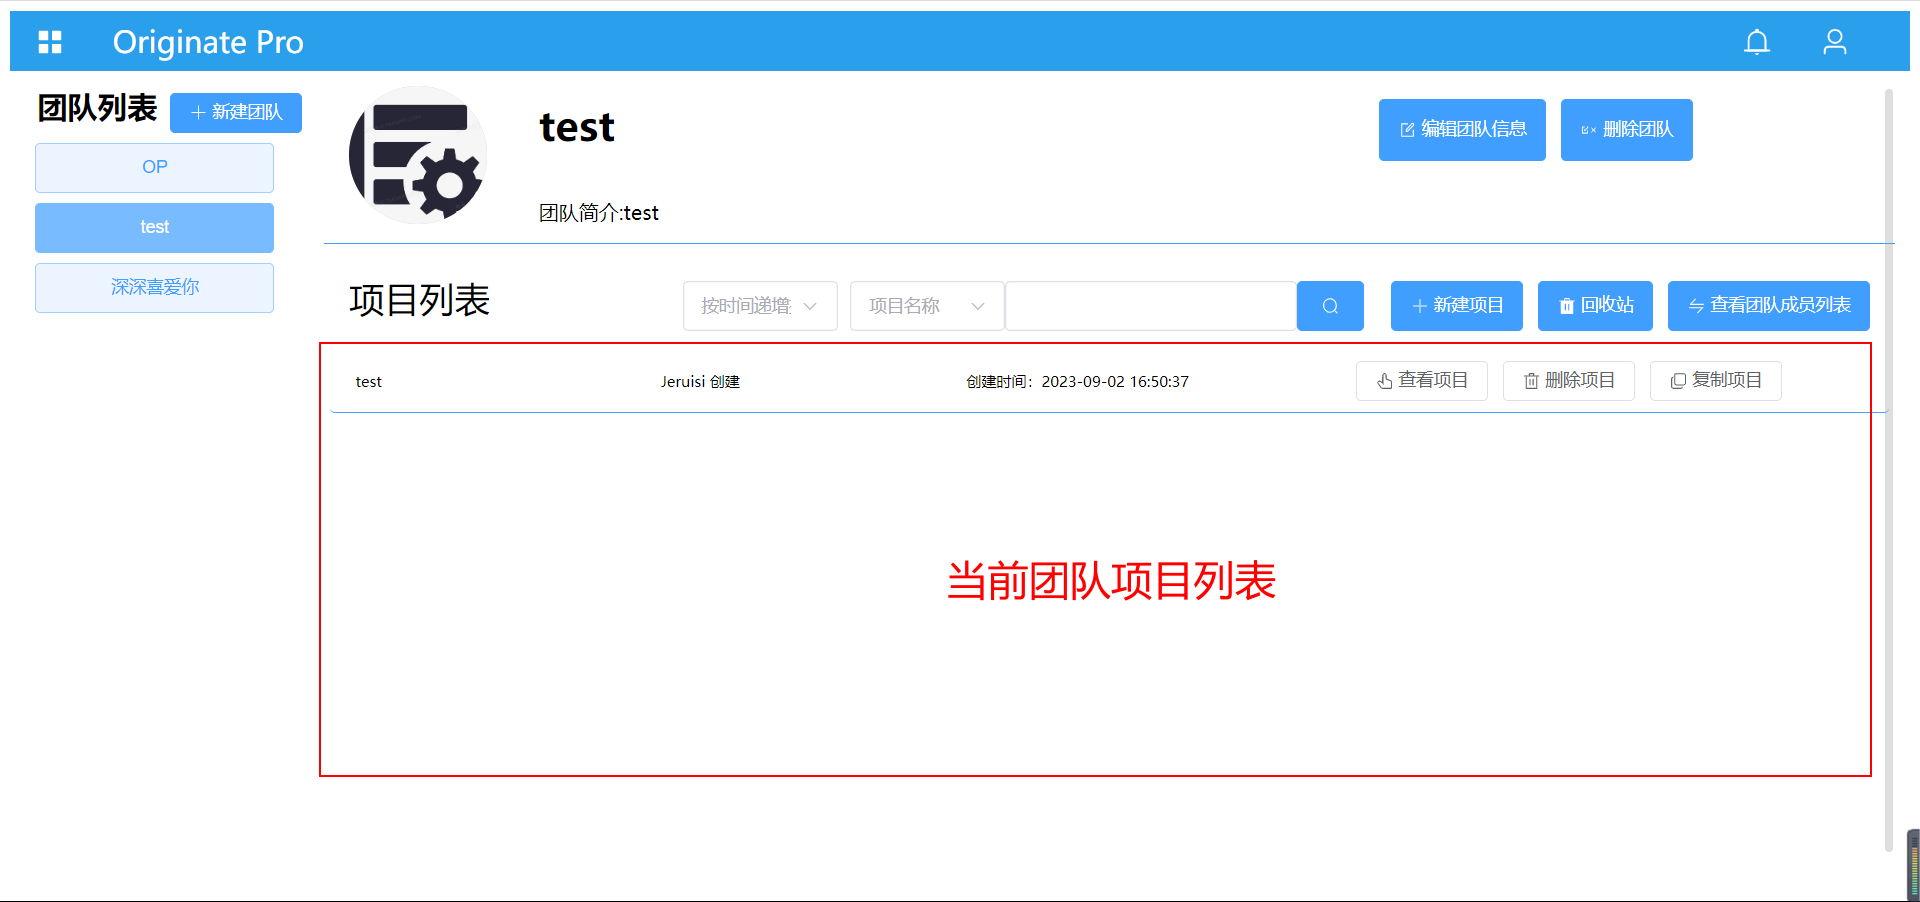 Originate Pro
团队列表
新建团队
OP
test
深深喜爱你
test
编辑团队信息
删除团队
团队简介:test
项目列表
按时间递增
项目名称
新建项目
回收站
查看团队成员列表
test
Jeruisi 创建
创建时间：2023-09-02 16:50:37
查看项目
删除项目
复制项目
当前团队项目列表